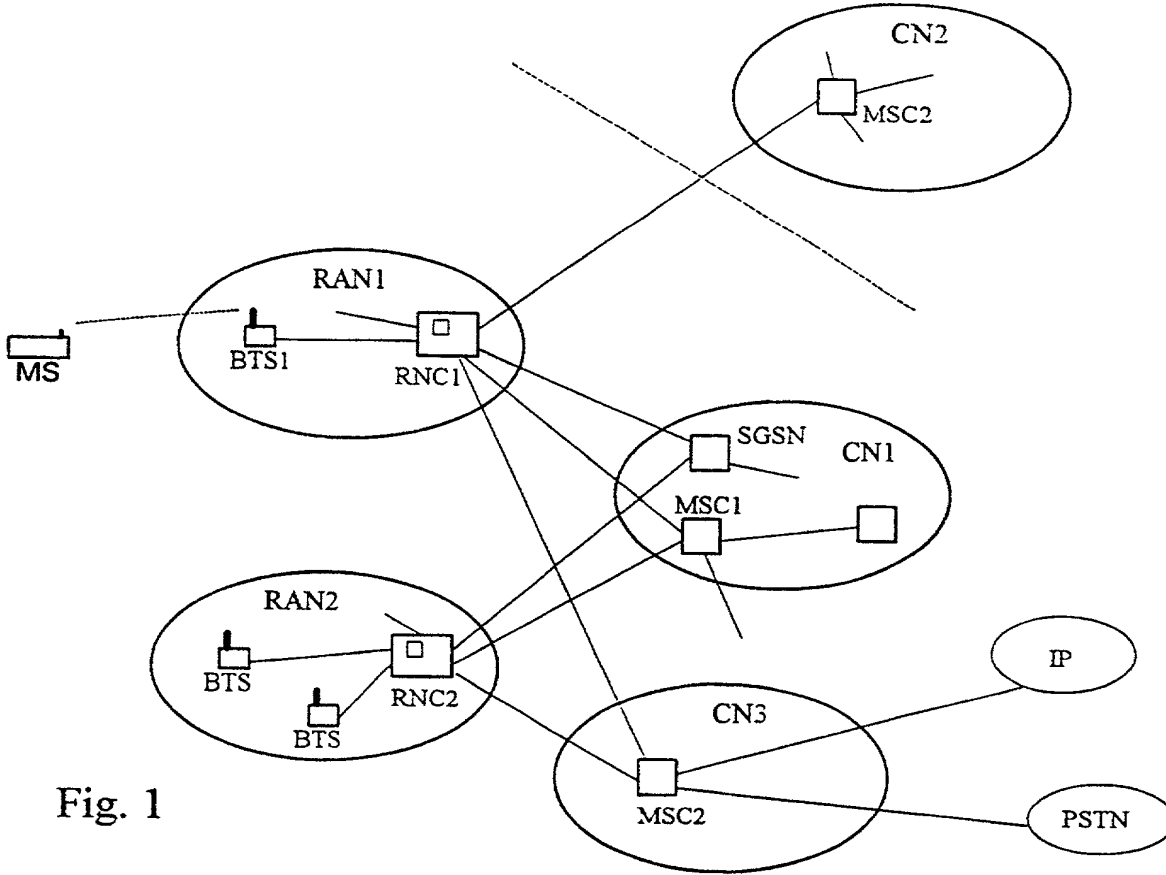 CN2
MSC2
RAN1
BTS1
RNC1
MS
SGSN
CN1
MSC1
RAN2
BTS
RNC2
BTS
IP
CN3
MSC2
PSTN
Fig. 1